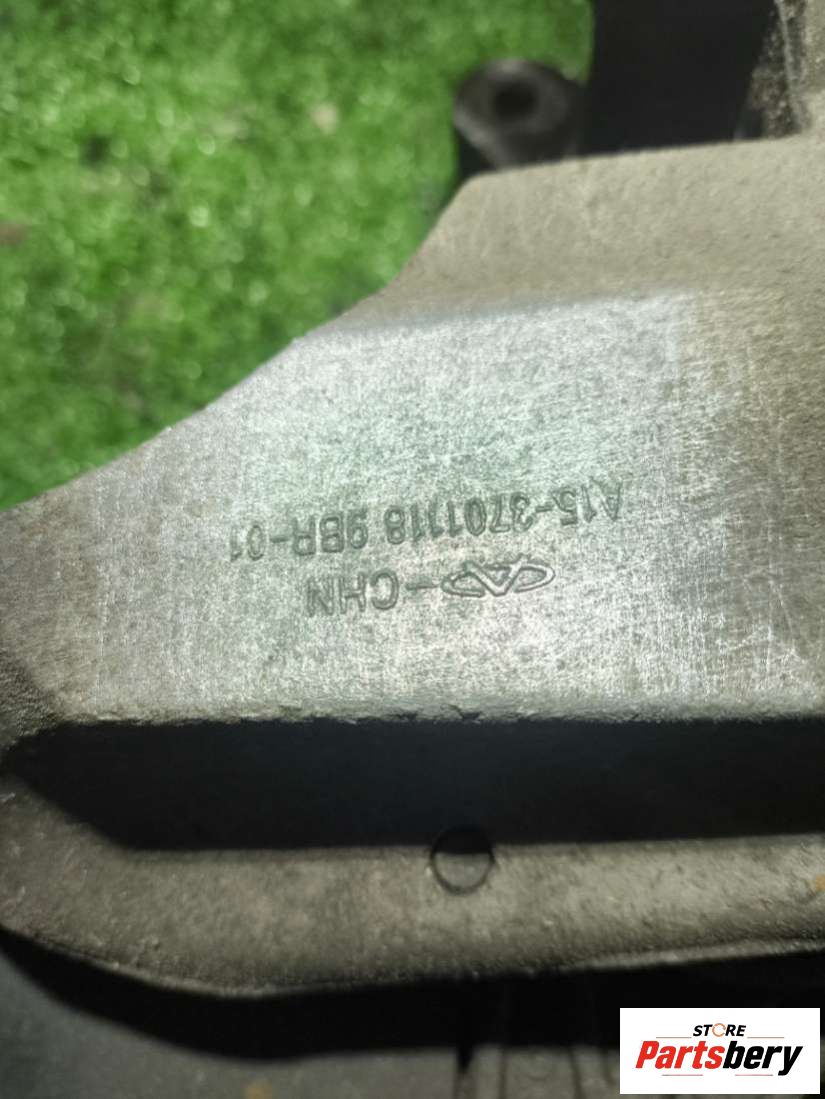 A15-3701118 9BR-01
-CHN
STORE
Partsbery